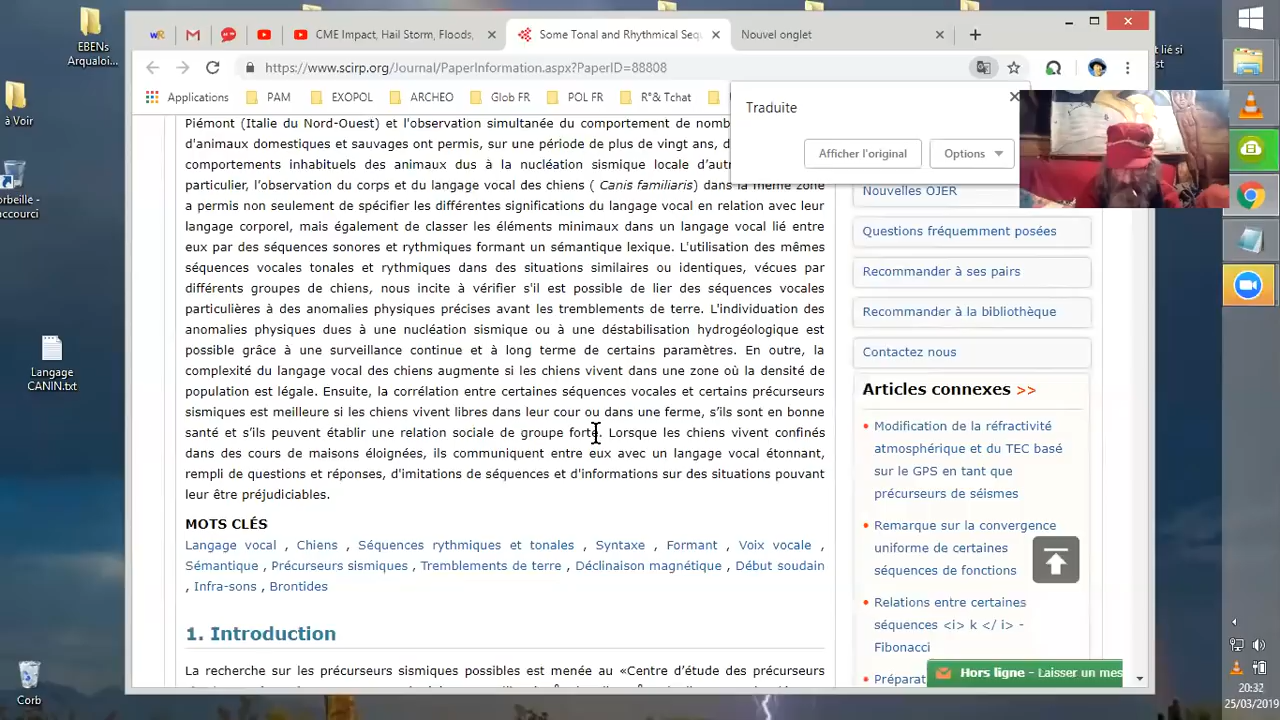 EBENs
Arqualoi...
à Voir
orbeille -
accourci
Langage
CANIN.txt
Corb
CME Impact, Hail Storm, Floods,
Some Tonal and Rhythmical Seq
Nouvel onglet
https://www.scirp.org/Journal/PaperInformation.aspx?PaperID=88808
Applications
PAM
EXOPOL
ARCHEO
Glob FR
POL FR
R°& Tchat
Traduite
Afficher l'original
Options
Piémont (Italie du Nord-Ouest) et l'observation simultanée du comportement de nomb
d'animaux domestiques et sauvages ont permis, sur une période de plus de vingt ans, d
comportements inhabituels des animaux dus à la nucléation sismique locale d'autr
particulier, l'observation du corps et du langage vocal des chiens ( Canis familiaris) dans la même zone
a permis non seulement de spécifier les différentes significations du langage vocal en relation avec leur
langage corporel, mais également de classer les éléments minimaux dans un langage vocal lié entre
eux par des séquences sonores et rythmiques formant un sémantique lexique. L'utilisation des mêmes
séquences vocales tonales et rythmiques dans des situations similaires ou identiques, vécues par
différents groupes de chiens, nous incite à vérifier s'il est possible de lier des séquences vocales
particulières à des anomalies physiques précises avant les tremblements de terre. L'individuation des
anomalies physiques dues à une nucléation sismique ou à une déstabilisation hydrogéologique est
possible grâce à une surveillance continue et à long terme de certains paramètres. En outre, la
complexité du langage vocal des chiens augmente si les chiens vivent dans une zone où la densité de
population est légale. Ensuite, la corrélation entre certaines séquences vocales et certains précurseurs
sismiques est meilleure si les chiens vivent libres dans leur cour ou dans une ferme, s’ils sont en bonne
santé et s’ils peuvent établir une relation sociale de groupe forte. Lorsque les chiens vivent confinés
dans des cours de maisons éloignées, ils communiquent entre eux avec un langage vocal étonnant,
rempli de questions et réponses, d'imitations de séquences et d'informations sur des situations pouvant
leur être préjudiciables.
MOTS CLÉS
Langage vocal , Chiens , Séquences rythmiques et tonales , Syntaxe , Formant , Voix vocale ,
Sémantique , Précurseurs sismiques , Tremblements de terre , Déclinaison magnétique , Début soudain
, Infra-sons , Brontides
1. Introduction
La recherche sur les précurseurs sismiques possibles est menée au «Centre d’étude des précurseurs
Nouvelles OJER
Questions fréquemment posées
Recommander à ses pairs
Recommander à la bibliothèque
Contactez nous
Articles connexes >>
Modification de la réfractivité
atmosphérique et du TEC basé
sur le GPS en tant que
précurseurs de séismes
Remarque sur la convergence
uniforme de certaines
séquences de fonctions
Relations entre certaines
séquences <i> k </ i> -
Fibonacci
Préparat
Hors ligne - Laisser un mes
lié si
est
20:32
25/03/2019